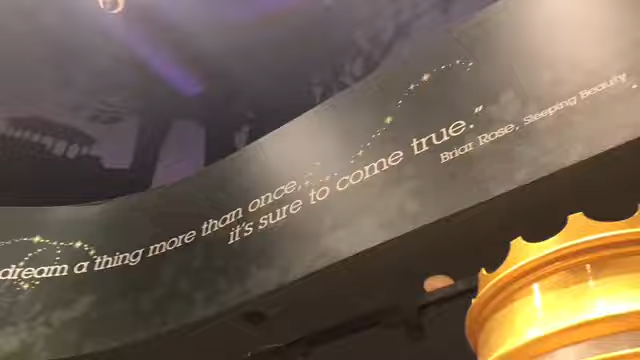 dream a thing more than once,
it's sure to come true."
Briar Rose, Sleeping Beauty